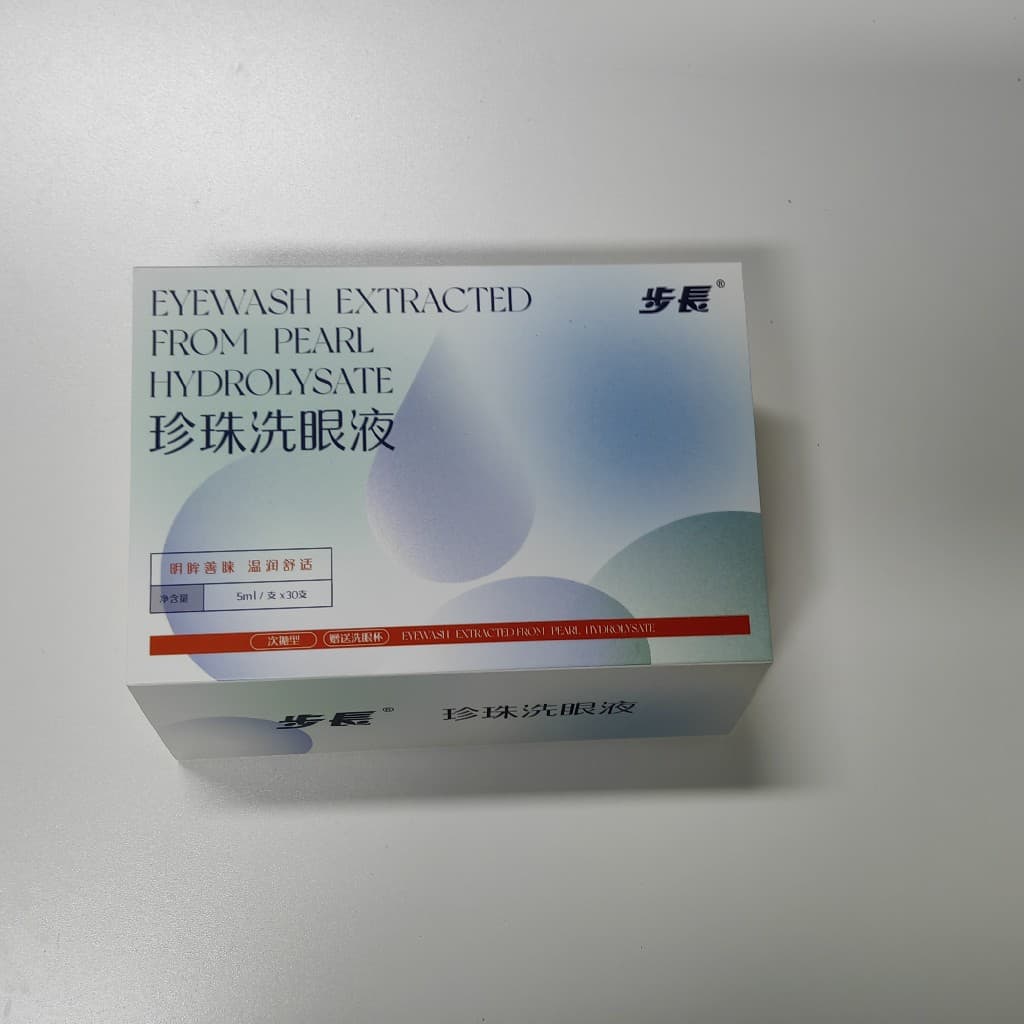 EYEWASH EXTRACTED
步長®
FROM PEARL
HYDROLYSATE
珍珠洗眼液
明眸善睐 温润舒适
净含量 5ml/支x30支
次抛型 赠送洗眼杯 EYEWASH EXTRACTED FROM PEARL HYDROLYSATE
步長® 珍珠洗眼液